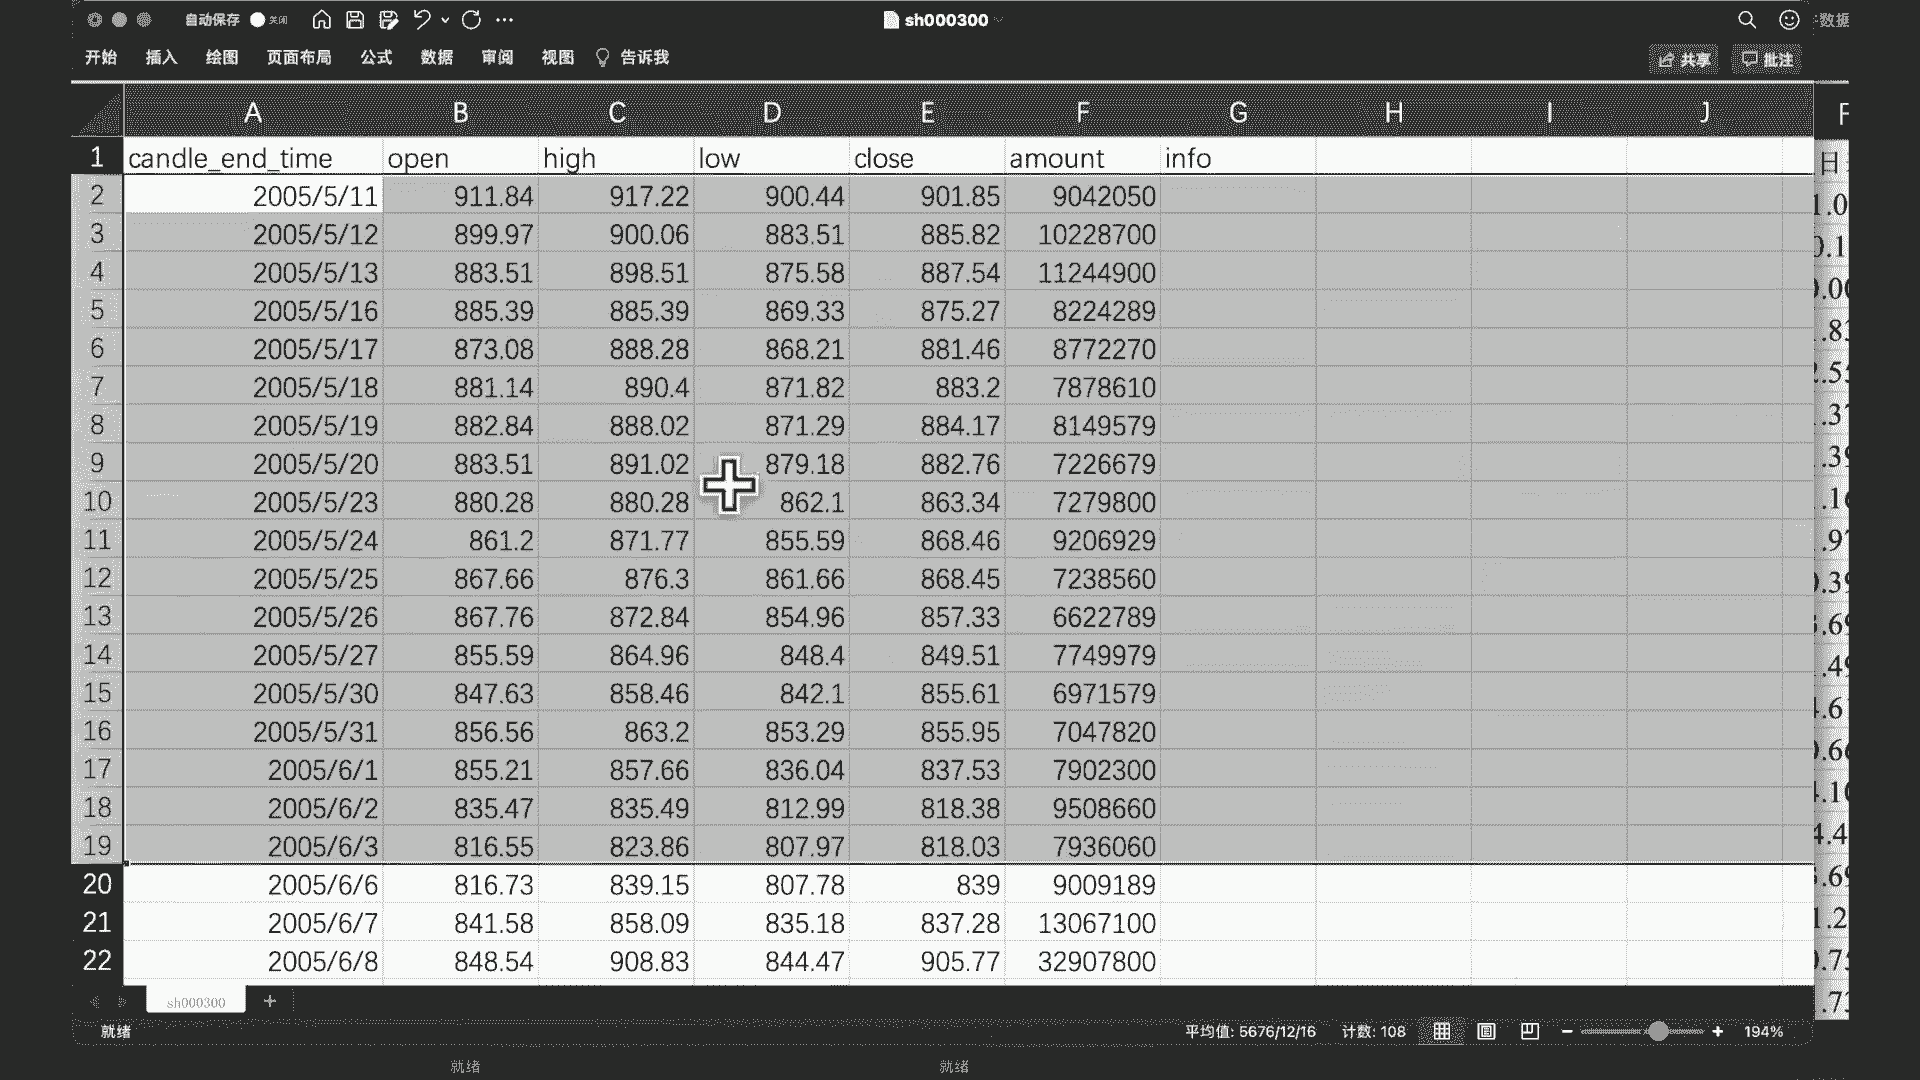 自动保存 关闭 sh000300 数据
开始 插入 绘图 页面布局 公式 数据 审阅 视图 告诉我 共享 批注
A B C D E F G H I J
1 candle_end_time open high low close amount info 日
2 2005/5/11 911.84 917.22 900.44 901.85 9042050
3 2005/5/12 899.97 900.06 883.51 885.82 10228700
4 2005/5/13 883.51 898.51 875.58 887.54 11244900
5 2005/5/16 885.39 885.39 869.33 875.27 8224289
6 2005/5/17 873.08 888.28 868.21 881.46 8772270
7 2005/5/18 881.14 890.4 871.82 883.2 7878610
8 2005/5/19 882.84 888.02 871.29 884.17 8149579
9 2005/5/20 883.51 891.02 879.18 882.76 7226679
10 2005/5/23 880.28 880.28 862.1 863.34 7279800
11 2005/5/24 861.2 871.77 855.59 868.46 9206929
12 2005/5/25 867.66 876.3 861.66 868.45 7238560
13 2005/5/26 867.76 872.84 854.96 857.33 6622789
14 2005/5/27 855.59 864.96 848.4 849.51 7749979
15 2005/5/30 847.63 858.46 842.1 855.61 6971579
16 2005/5/31 856.56 863.2 853.29 855.95 7047820
17 2005/6/1 855.21 857.66 836.04 837.53 7902300
18 2005/6/2 835.47 835.49 812.99 818.38 9508660
19 2005/6/3 816.55 823.86 807.97 818.03 7936060
20 2005/6/6 816.73 839.15 807.78 839 9009189
21 2005/6/7 841.58 858.09 835.18 837.28 13067100
22 2005/6/8 848.54 908.83 844.47 905.77 32907800
sh000300
就绪 平均值: 5676/12/16 计数: 108 194%
就绪 就绪